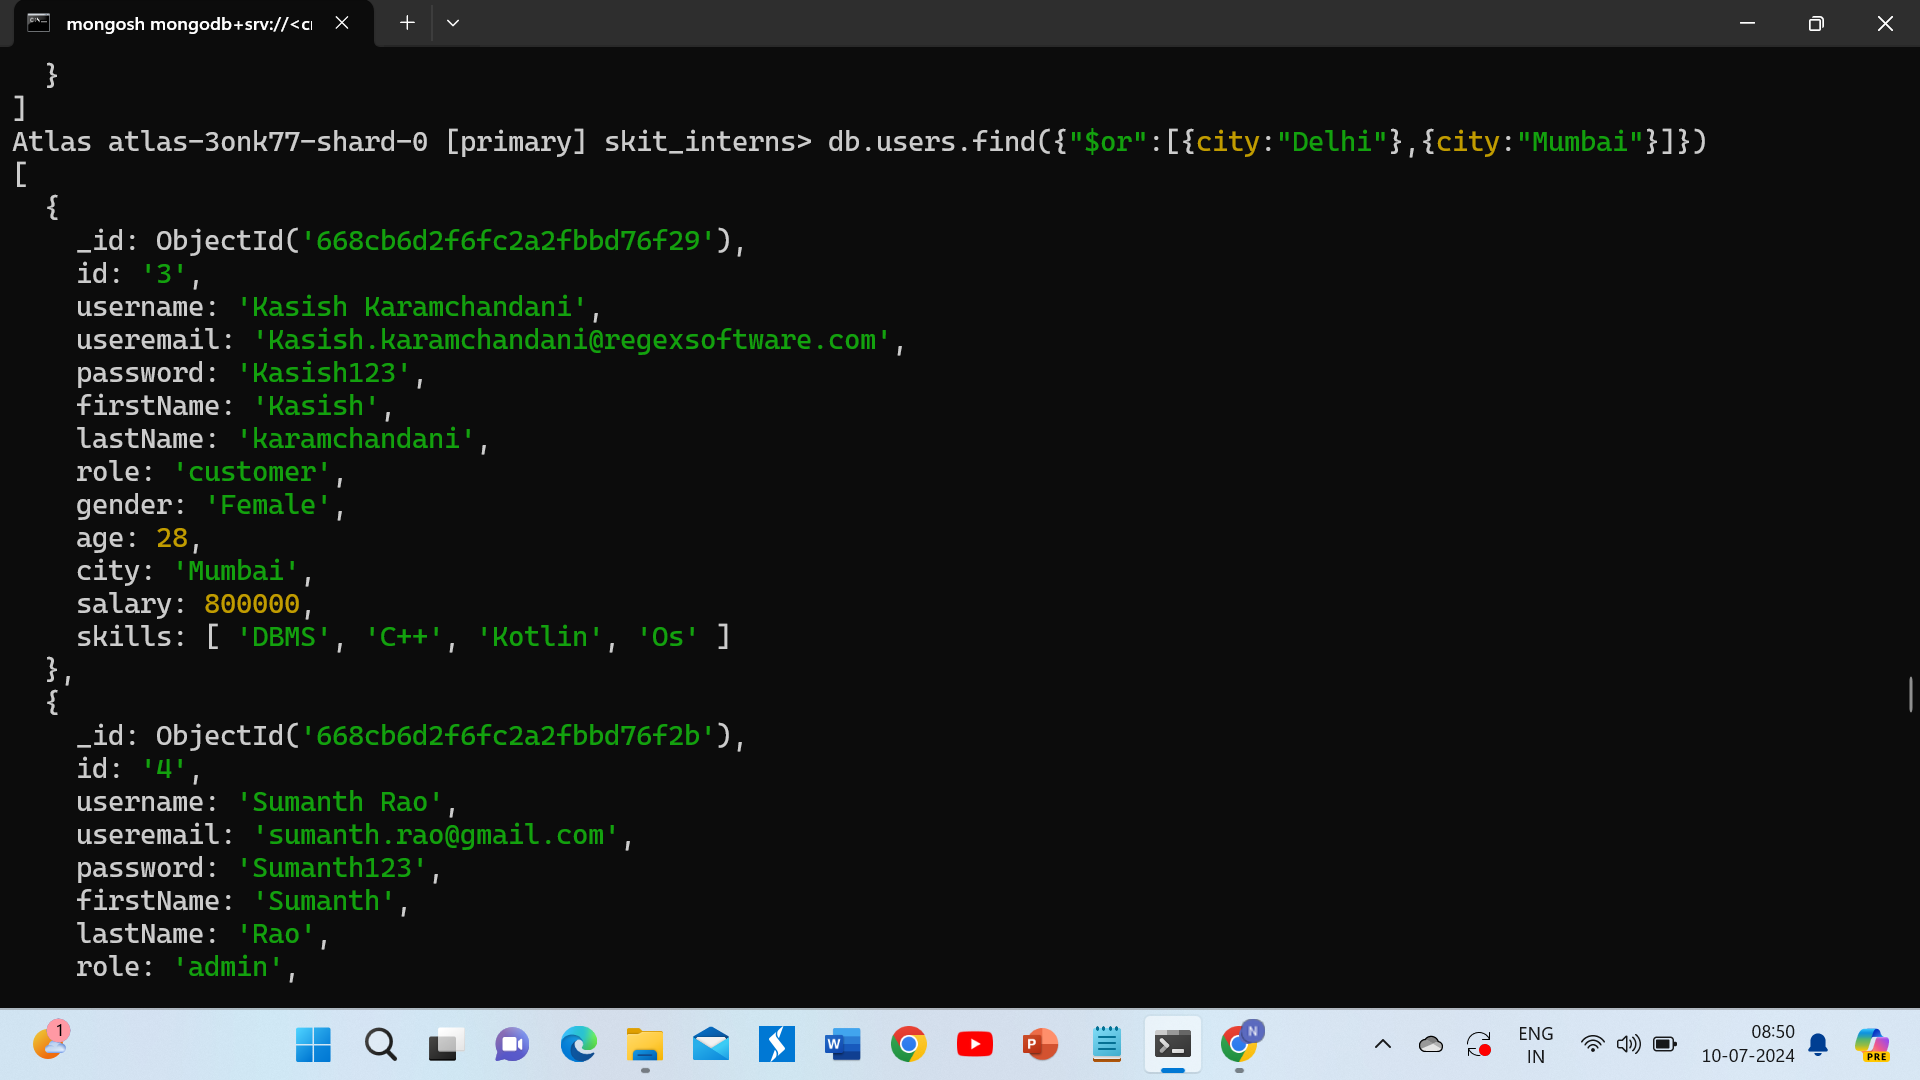 mongosh mongodb+srv://<cr
}
]
Atlas atlas-3onk77-shard-0 [primary] skit_interns> db.users.find({"$or":[{city:"Delhi"},{city:"Mumbai"}]})
[
  {
    _id: ObjectId('668cb6d2f6fc2a2fbbd76f29'),
    id: '3',
    username: 'Kasish Karamchandani',
    useremail: 'Kasish.karamchandani@regexsoftware.com',
    password: 'Kasish123',
    firstName: 'Kasish',
    lastName: 'karamchandani',
    role: 'customer',
    gender: 'Female',
    age: 28,
    city: 'Mumbai',
    salary: 800000,
    skills: [ 'DBMS', 'C++', 'Kotlin', 'Os' ]
  },
  {
    _id: ObjectId('668cb6d2f6fc2a2fbbd76f2b'),
    id: '4',
    username: 'Sumanth Rao',
    useremail: 'sumanth.rao@gmail.com',
    password: 'Sumanth123',
    firstName: 'Sumanth',
    lastName: 'Rao',
    role: 'admin',
1
W
P
N
ENG
IN
08:50
10-07-2024
PRE